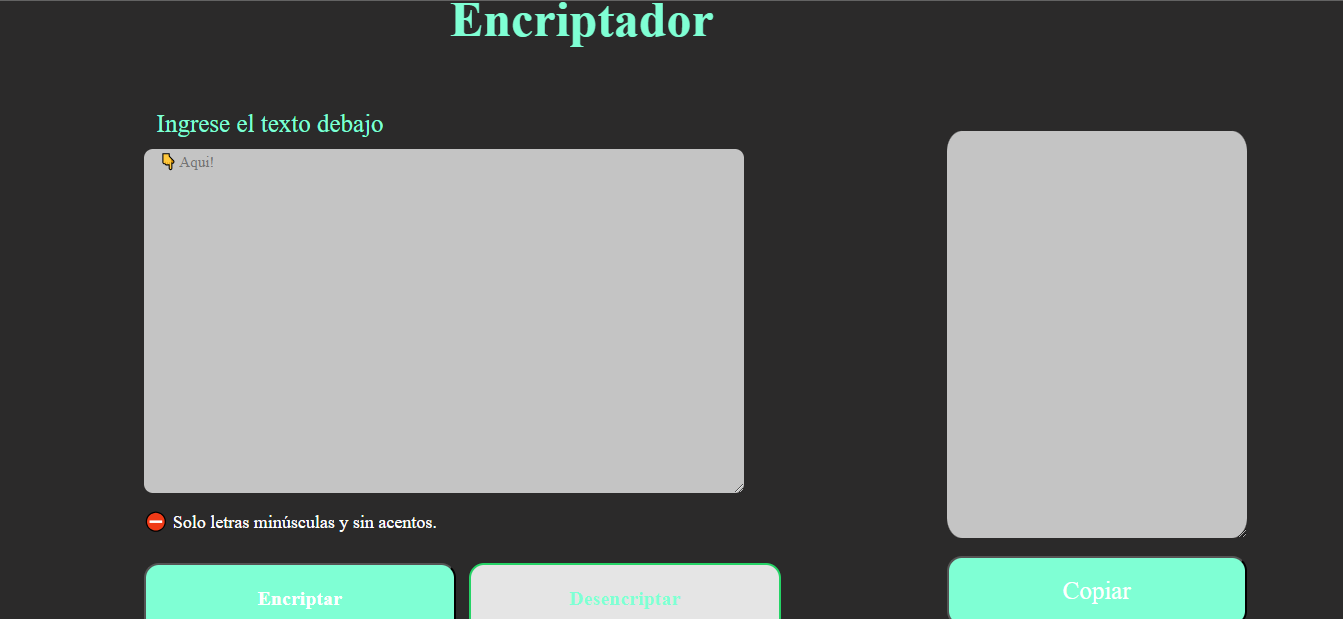 Encriptador
Ingrese el texto debajo
👇 Aqui!
⛔ Solo letras minúsculas y sin acentos.
Encriptar
Desencriptar
Copiar